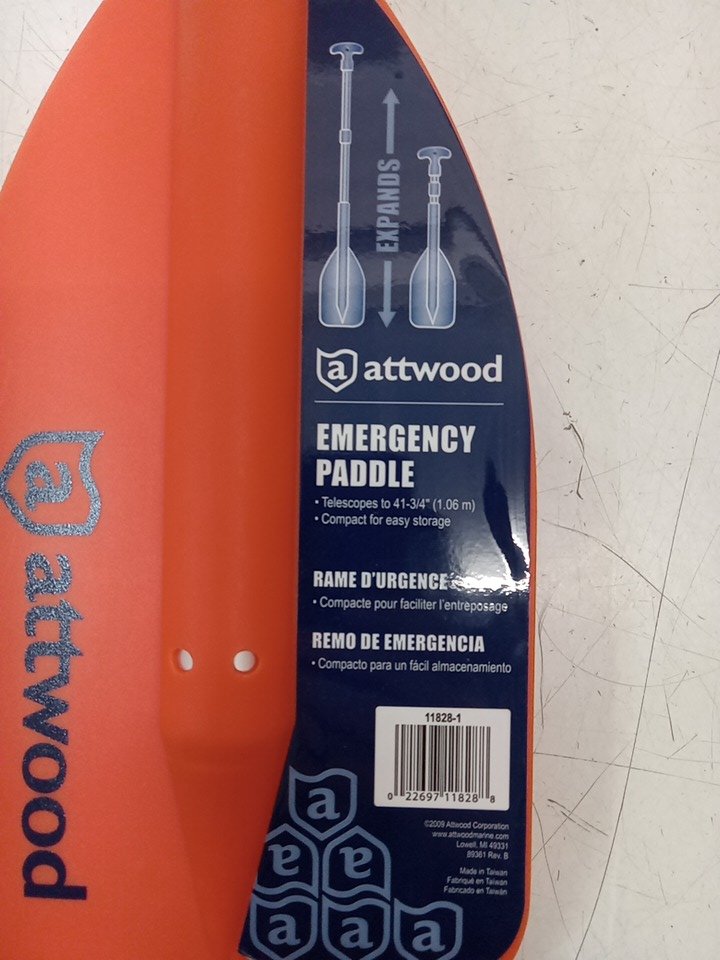 EXPANDS
a attwood
EMERGENCY
PADDLE
• Telescopes to 41-3/4" (1.06 m)
• Compact for easy storage
RAME D'URGENCE
• Compacte pour faciliter l'entreposage
REMO DE EMERGENCIA
• Compacto para un fácil almacenamiento
11828-1
0 22697 11828 8
©2009 Attwood Corporation
www.attwoodmarine.com
Lowell, MI 49331
89361 Rev. B
Made in Taiwan
Fabriqué en Taiwan
Fabricado en Taiwán
a
a a
a a a
a attwood